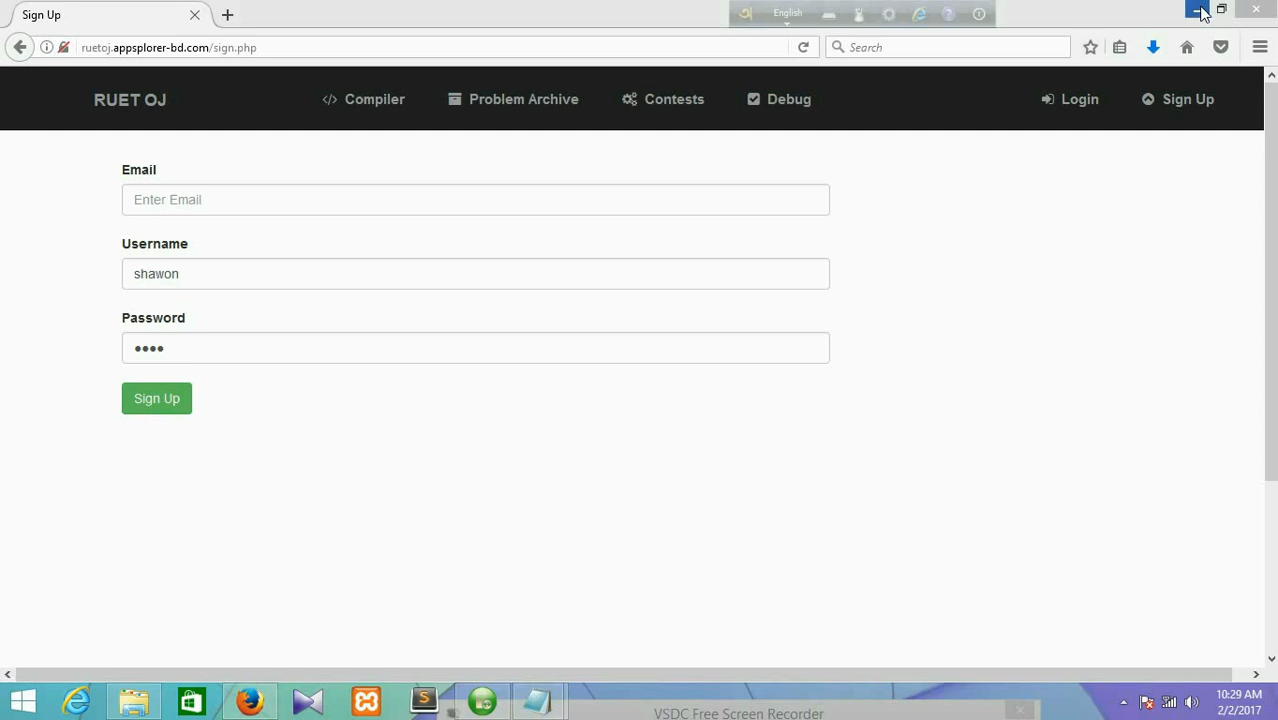 Sign Up
English
ruetoj.appsplorer-bd.com/sign.php
Search
RUET OJ
</> Compiler
Problem Archive
Contests
Debug
Login
Sign Up
Email
Enter Email
Username
shawon
Password
••••
Sign Up
10:29 AM
2/2/2017
VSDC Free Screen Recorder